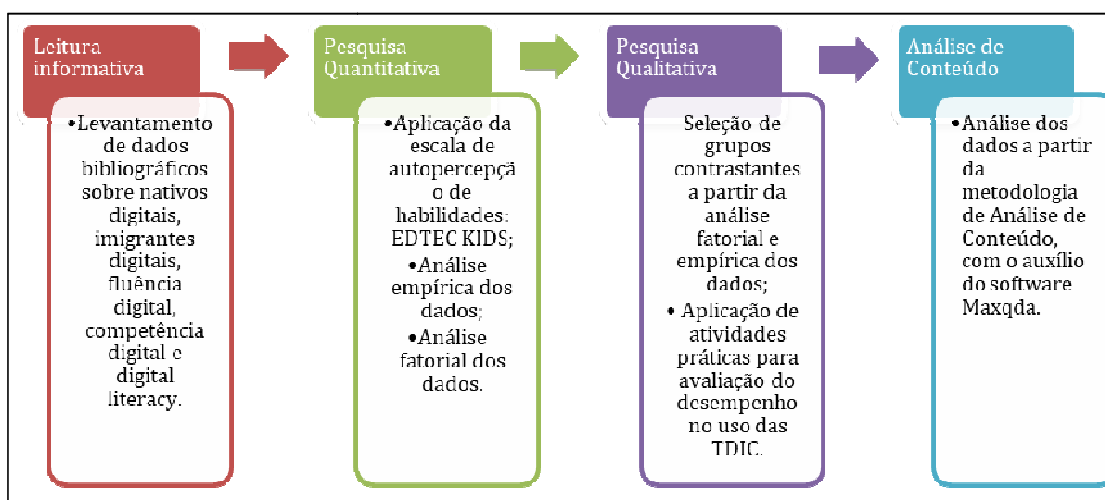 Leitura
informativa
•Levantamento
de dados
bibliográficos
sobre nativos
digitais,
imigrantes
digitais,
fluência
digital,
competência
digital e
digital
literacy.
Pesquisa
Quantitativa
•Aplicação da
escala de
autopercepçã
o de
habilidades:
EDTEC KIDS;
•Análise
empírica dos
dados;
•Análise
fatorial dos
dados.
Pesquisa
Qualitativa
Seleção de
grupos
contrastantes
a partir da
análise
fatorial e
empírica dos
dados;
• Aplicação de
atividades
práticas para
avaliação do
desempenho
no uso das
TDIC.
Análise de
Conteúdo
•Análise dos
dados a partir
da
metodologia
de Análise de
Conteúdo,
com o auxílio
do software
Maxqda.